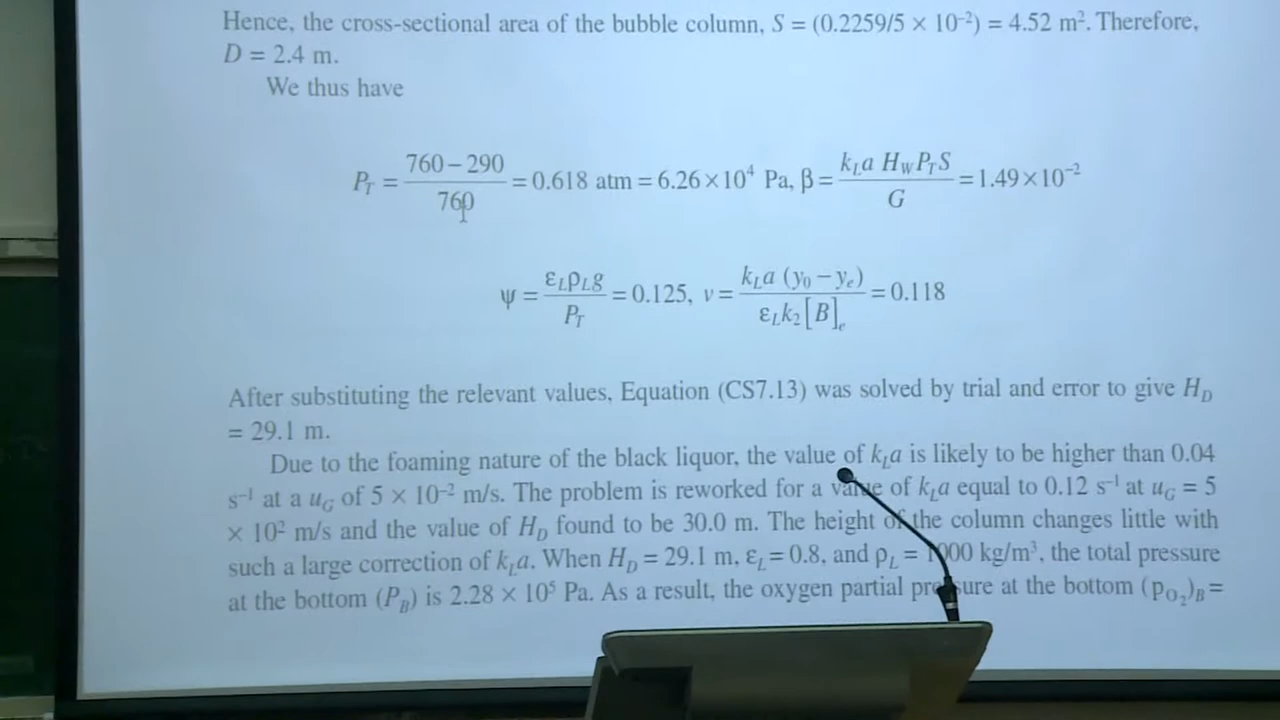 Hence, the cross-sectional area of the bubble column, S = (0.2259/5 × 10⁻²) = 4.52 m². Therefore,
D = 2.4 m.
We thus have
P_T = (760 – 290)/760 = 0.618 atm = 6.26 × 10⁴ Pa, β = (k_L a H_W P_T S)/G = 1.49 × 10⁻²
ψ = (ε_L ρ_L g)/P_T = 0.125, ν = (k_L a (y₀ – y_e))/(ε_L k₂ [B]_e) = 0.118
After substituting the relevant values, Equation (CS7.13) was solved by trial and error to give H_D
= 29.1 m.
Due to the foaming nature of the black liquor, the value of k_L a is likely to be higher than 0.04
s⁻¹ at a u_G of 5 × 10⁻² m/s. The problem is reworked for a value of k_L a equal to 0.12 s⁻¹ at u_G = 5
× 10² m/s and the value of H_D found to be 30.0 m. The height of the column changes little with
such a large correction of k_L a. When H_D = 29.1 m, ε_L = 0.8, and ρ_L = 1000 kg/m³, the total pressure
at the bottom (P_B) is 2.28 × 10⁵ Pa. As a result, the oxygen partial pressure at the bottom (p_O₂)_B =